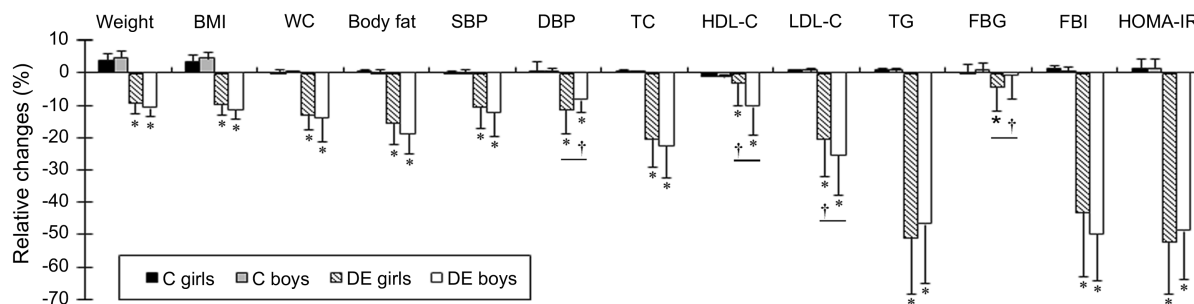 Weight BMI WC Body fat SBP DBP TC HDL-C LDL-C TG FBG FBI HOMA-IR
Relative changes (%)
10
0
-10
-20
-30
-40
-50
-60
-70
* * * * * * * * * * * * * * * * * * * * * * * * *
† † † †
C girls C boys DE girls DE boys